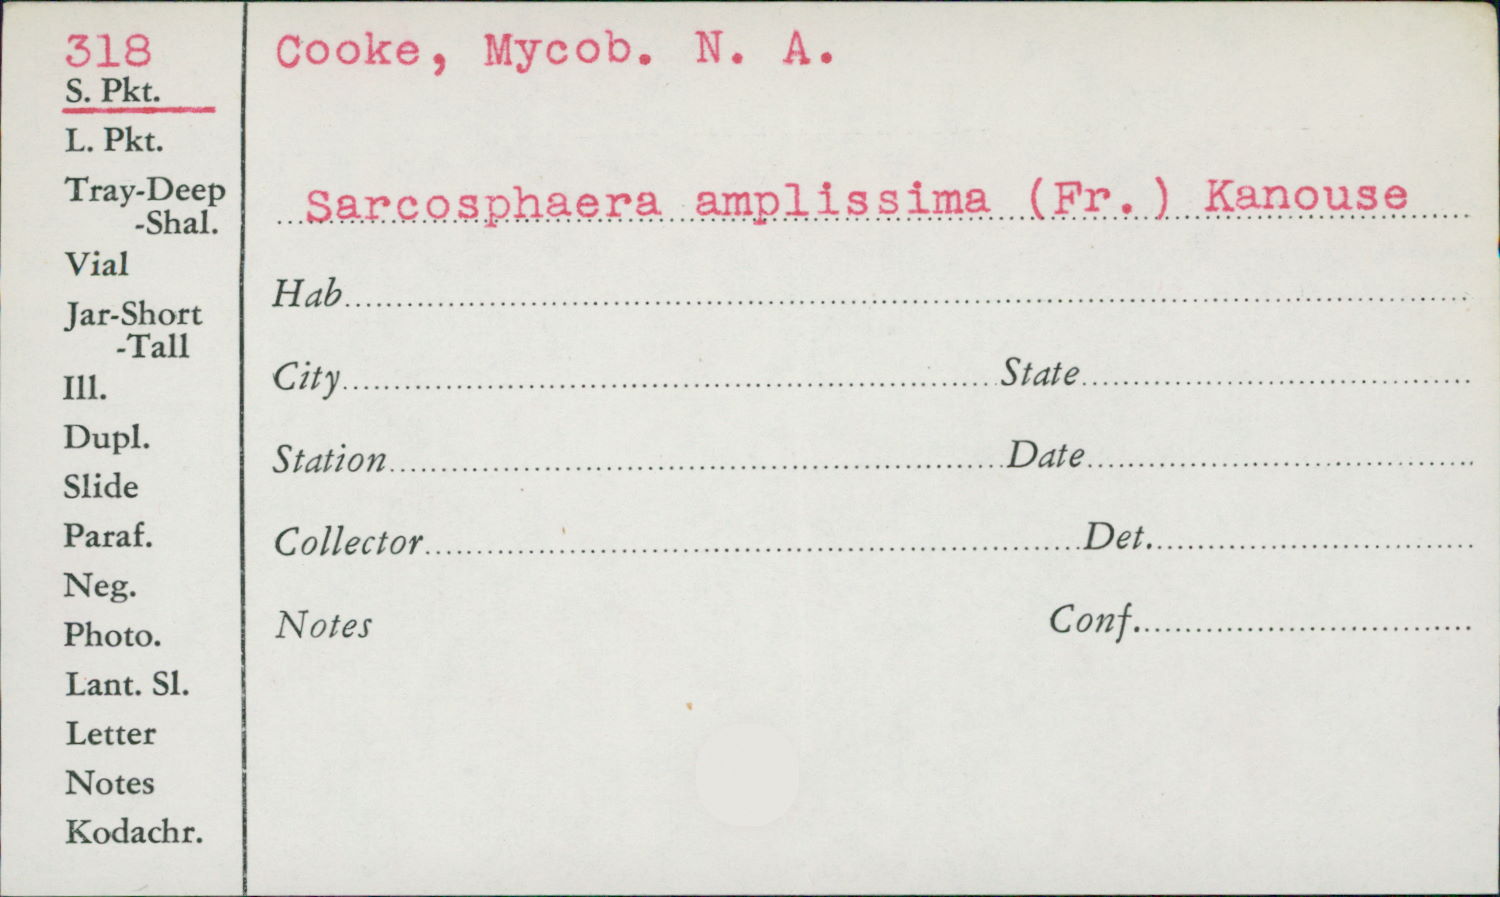 318
S. Pkt.
L. Pkt.
Tray-Deep
-Shal.
Vial
Jar-Short
-Tall
Ill.
Dupl.
Slide
Paraf.
Neg.
Photo.
Lant. Sl.
Letter
Notes
Kodachr.
Cooke, Mycob. N. A.
Sarcosphaera amplissima (Fr.) Kanouse
Hab
City State
Station Date
Collector Det.
Notes Conf.